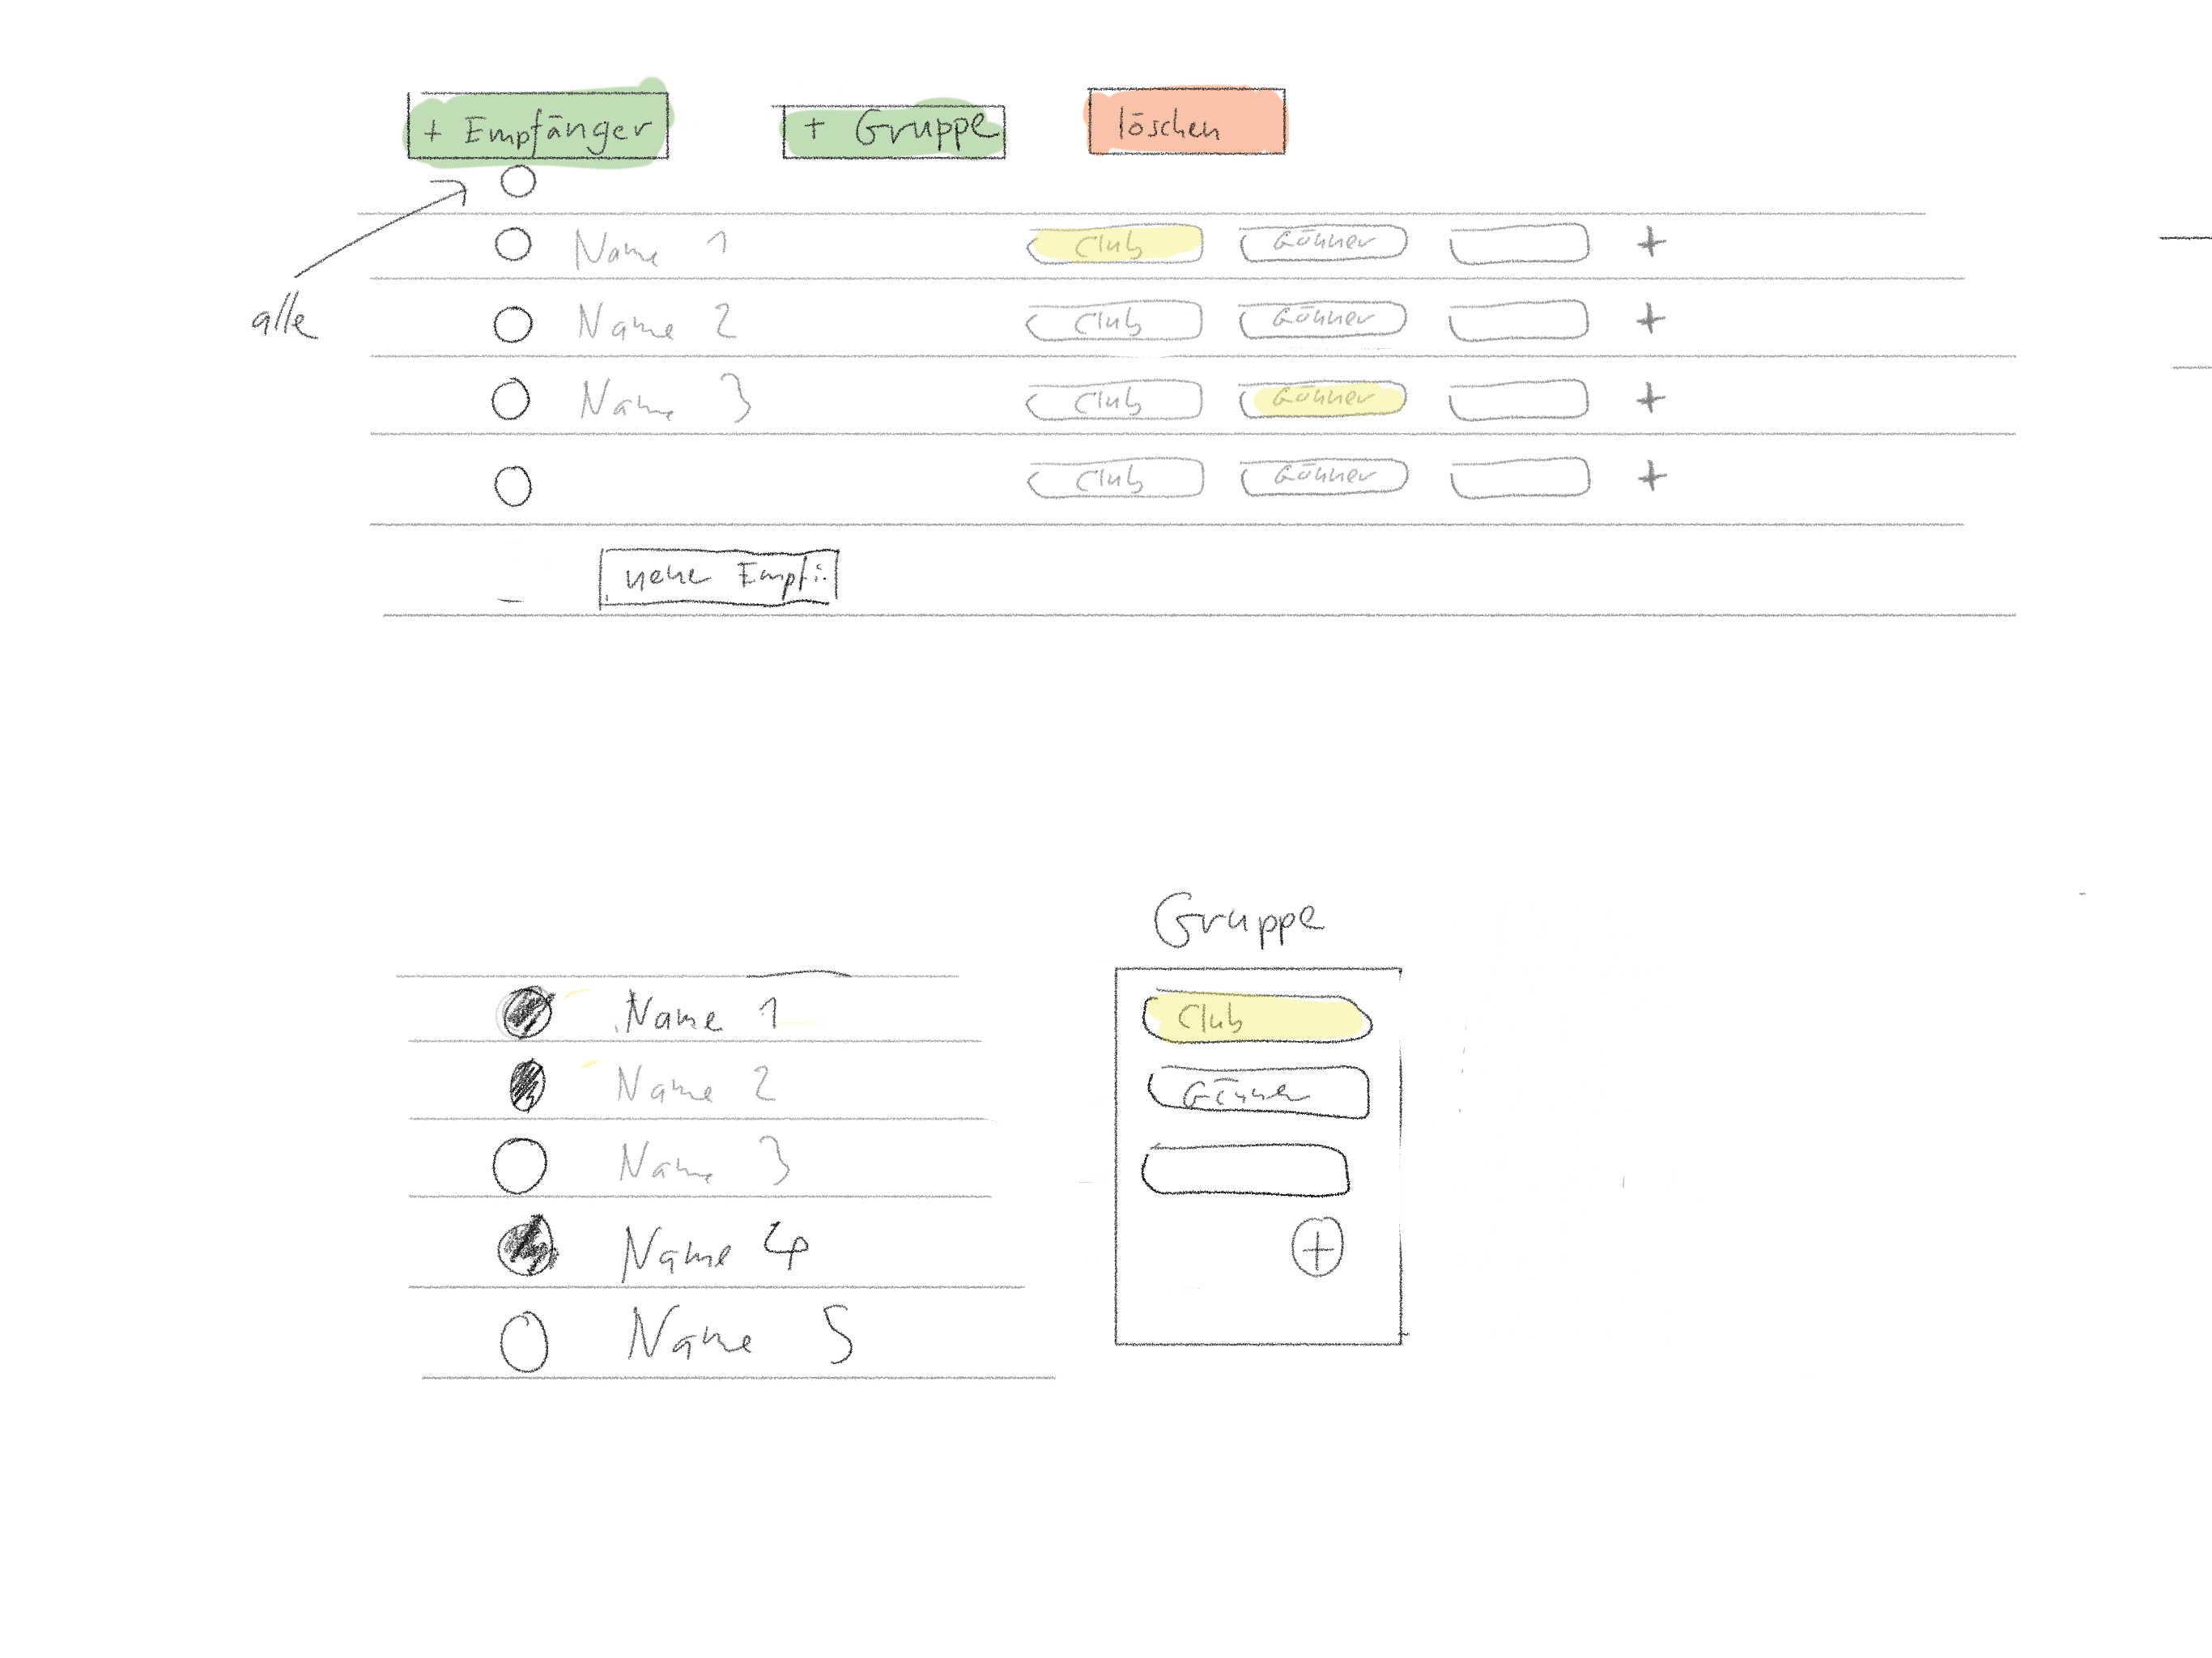 + Empfänger + Gruppe löschen
alle
Name 1 Club Gönner +
Name 2 Club Gönner +
Name 3 Club Gönner +
Club Gönner +
neue Empf:.
Gruppe
Name 1 Club
Name 2 Gönner
Name 3
Name 4 +
Name 5